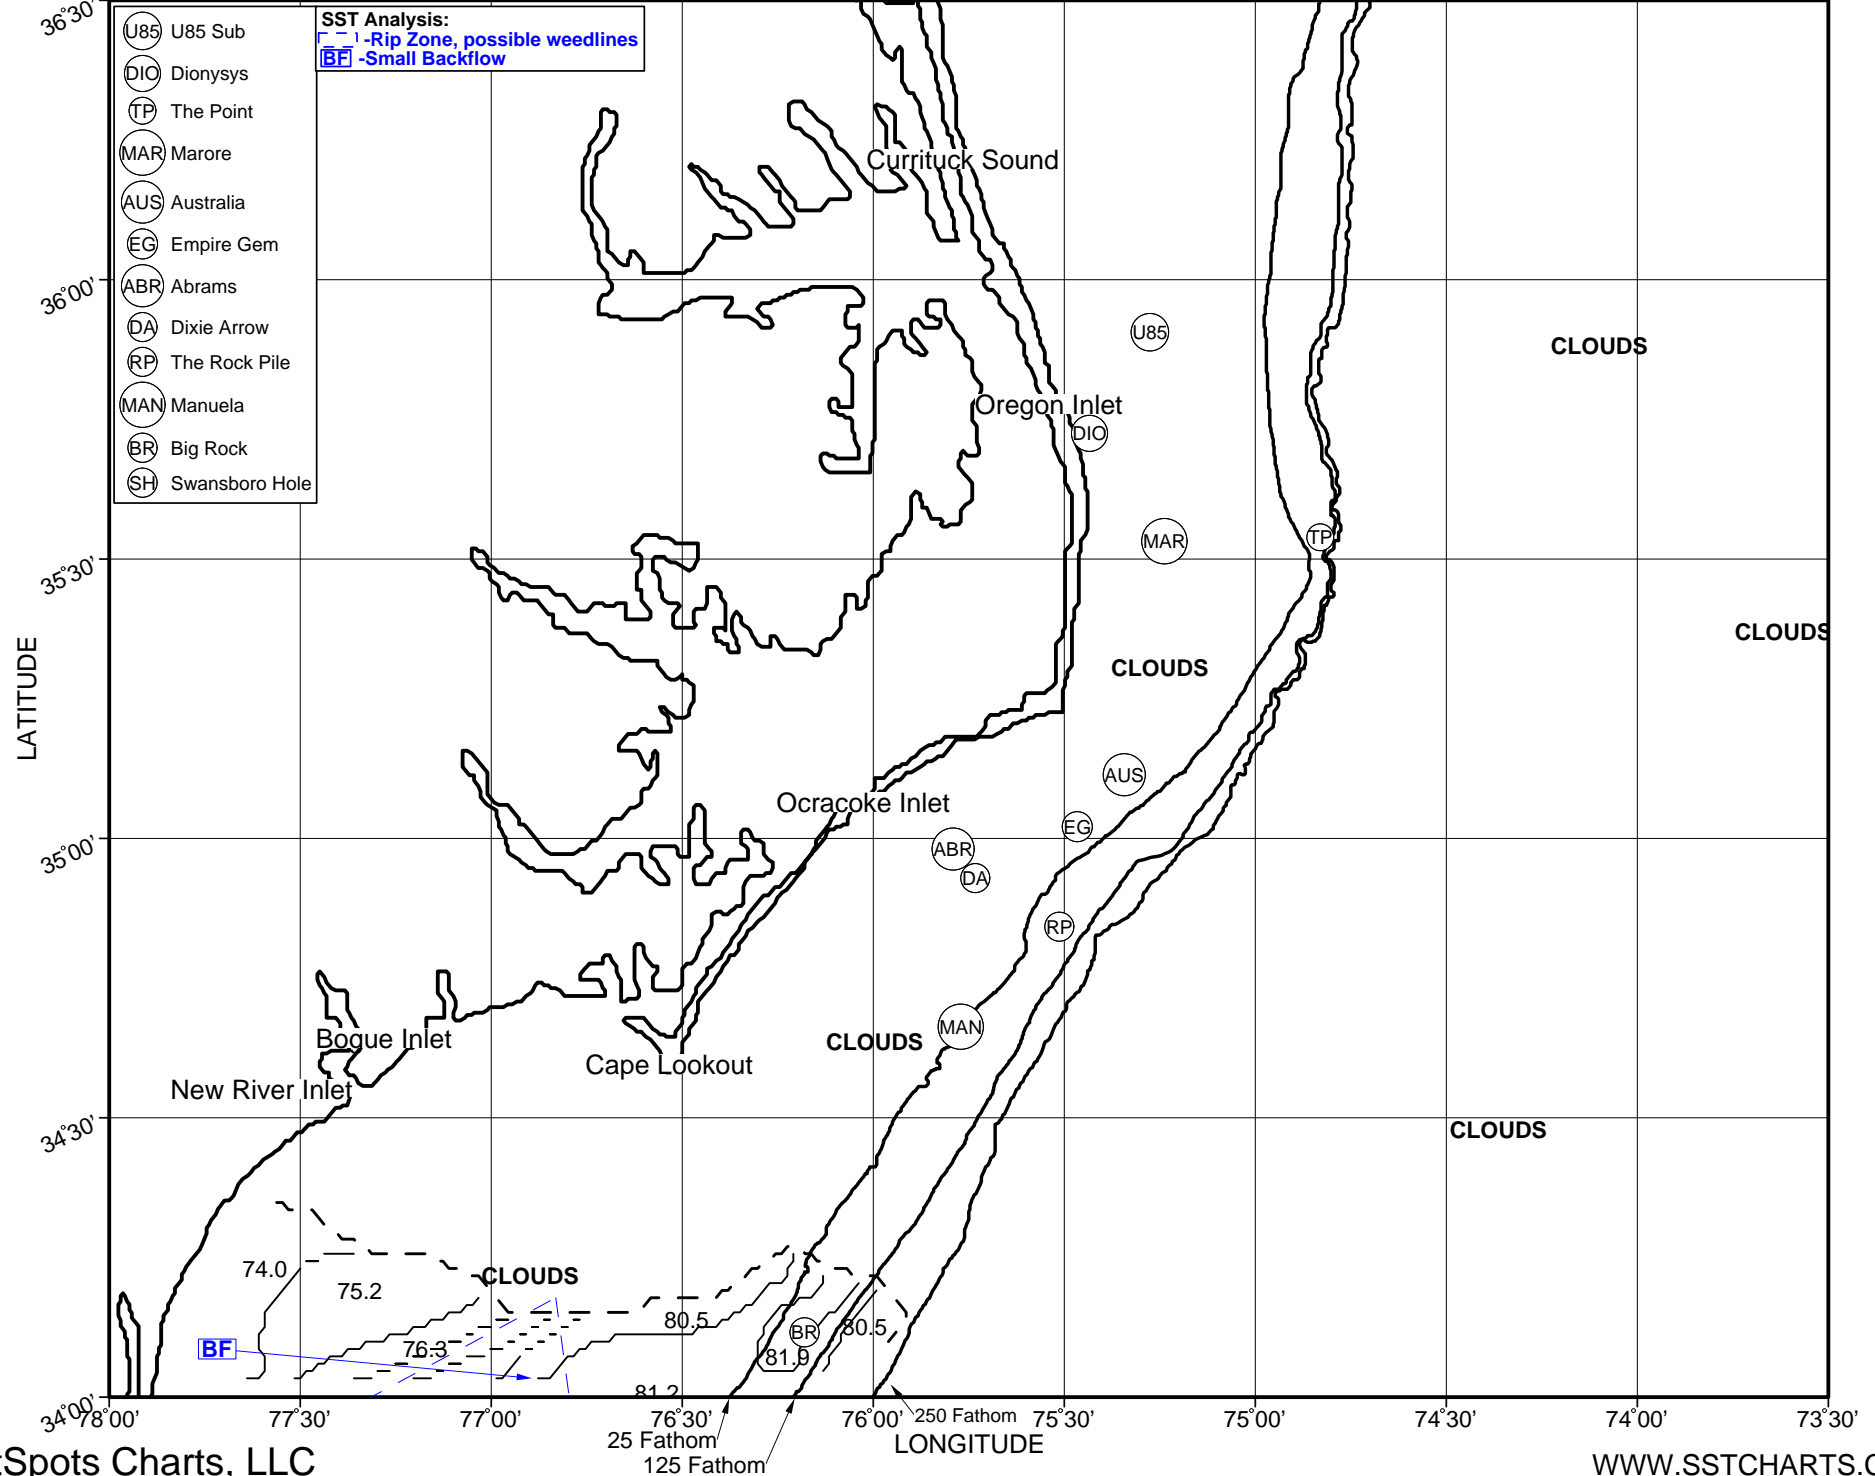 36°30'
U85 U85 Sub
DIO Dionysys
TP The Point
MAR Marore
AUS Australia
EG Empire Gem
ABR Abrams
DA Dixie Arrow
RP The Rock Pile
MAN Manuela
BR Big Rock
SH Swansboro Hole
SST Analysis:
-Rip Zone, possible weedlines
BF -Small Backflow
Currituck Sound
36°00'
U85
CLOUDS
Oregon Inlet
DIO
MAR
TP
35°30'
CLOUDS
CLOUDS
LATITUDE
AUS
Ocracoke Inlet
EG
35°00'
ABR
DA
RP
MAN
Bogue Inlet
CLOUDS
Cape Lookout
New River Inlet
34°30'
CLOUDS
74.0
CLOUDS
75.2
80.5
BR
80.5
BF
76.3
81.9
81.2
34°00'
78°00' 77°30' 77°00' 76°30' 76°00' 75°30' 75°00' 74°30' 74°00' 73°30'
250 Fathom
25 Fathom
LONGITUDE
125 Fathom
Spots Charts, LLC
WWW.SSTCHARTS.C